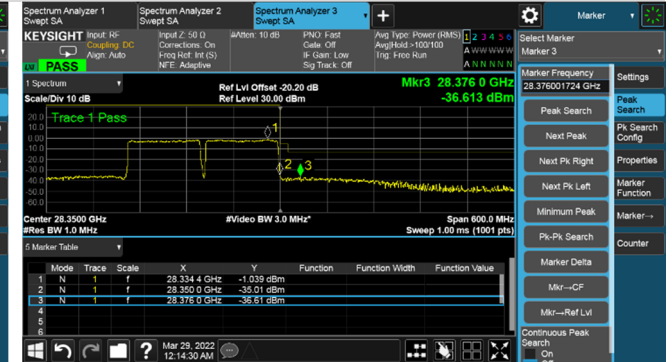 Spectrum Analyzer 1
Swept SA
Spectrum Analyzer 2
Swept SA
Spectrum Analyzer 3
Swept SA
Marker
KEYSIGHT
Input: RF
Coupling: DC
Align: Auto
Input Z: 50 Ω
Corrections: On
Freq Ref: Int (S)
NFE: Adaptive
#Atten: 10 dB
PNO: Fast
Gate: Off
IF Gain: Low
Sig Track: Off
Avg Type: Power (RMS)
Avg|Hold:>100/100
Trig: Free Run
1 2 3 4 5 6
A W W W W W
A N N N N N
PASS
Select Marker
Marker 3
1 Spectrum
Scale/Div 10 dB
Ref Lvl Offset -20.20 dB
Ref Level 30.00 dBm
Mkr3 28.376 0 GHz
-36.613 dBm
Trace 1 Pass
20.0
10.0
0.00
-10.0
-20.0
-30.0
-40.0
-50.0
-60.0
1
2
3
Center 28.3500 GHz
#Res BW 1.0 MHz
#Video BW 3.0 MHz*
Span 600.0 MHz
Sweep 1.00 ms (1001 pts)
5 Marker Table
Mode Trace Scale X Y Function Function Width Function Value
1 N 1 f 28.334 4 GHz -1.039 dBm
2 N 1 f 28.350 0 GHz -35.01 dBm
3 N 1 f 28.376 0 GHz -36.61 dBm
4
5
6
Mar 29, 2022
12:14:30 AM
Marker Frequency
28.376001724 GHz
Peak Search
Next Peak
Next Pk Right
Next Pk Left
Minimum Peak
Pk-Pk Search
Marker Delta
Mkr→CF
Mkr→Ref Lvl
Continuous Peak
Search
On
Settings
Peak
Search
Pk Search
Config
Properties
Marker
Function
Marker→
Counter